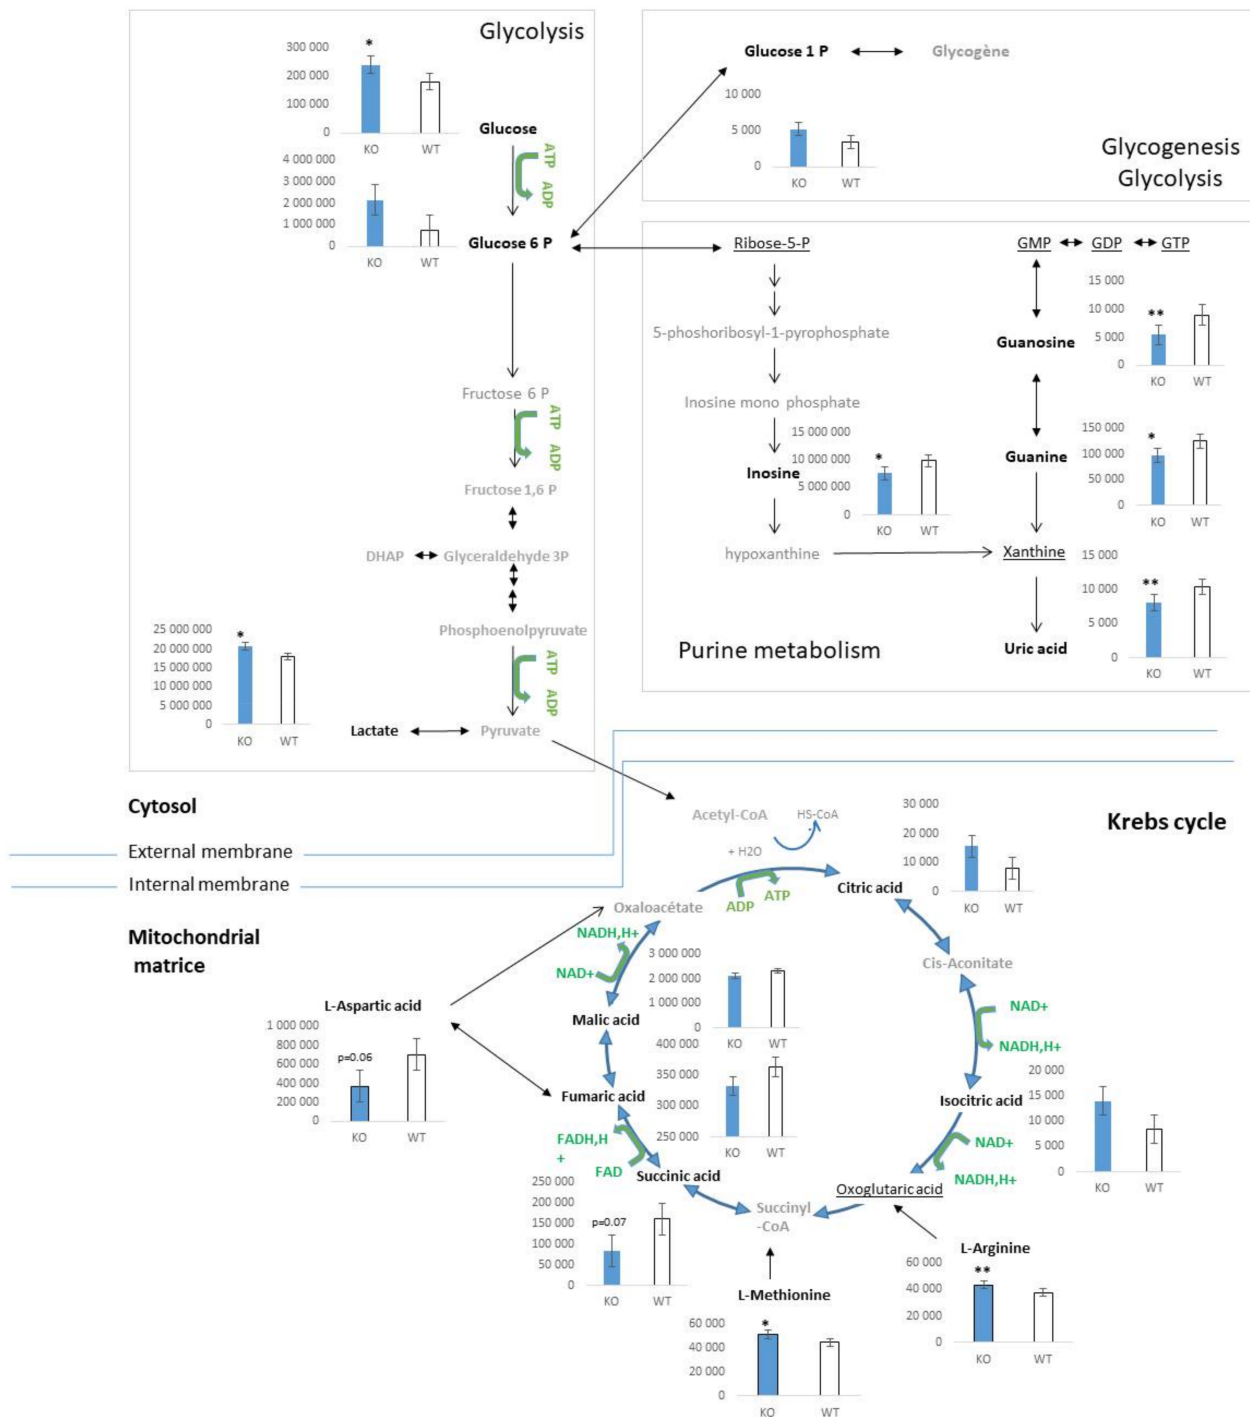 Glycolysis
300 000
200 000
100 000
0
*
KO
WT
Glucose
ATP
ADP
4 000 000
3 000 000
2 000 000
1 000 000
0
KO
WT
Glucose 6 P
Fructose 6 P
ATP
ADP
Fructose 1,6 P
DHAP
Glyceraldehyde 3P
Phosphoenolpyruvate
ATP
ADP
25 000 000
20 000 000
15 000 000
10 000 000
5 000 000
0
*
KO
WT
Lactate
Pyruvate
Glucose 1 P
Glycogène
10 000
5 000
0
KO
WT
Glycogenesis
Glycolysis
Ribose-5-P
5-phoshoribosyl-1-pyrophosphate
Inosine mono phosphate
15 000 000
10 000 000
5 000 000
0
*
KO
WT
Inosine
hypoxanthine
GMP
GDP
GTP
15 000
10 000
5 000
0
**
KO
WT
Guanosine
150 000
100 000
50 000
0
*
KO
WT
Guanine
Xanthine
15 000
10 000
5 000
0
**
KO
WT
Uric acid
Purine metabolism
Cytosol
External membrane
Internal membrane
Mitochondrial
matrice
Krebs cycle
Acetyl-CoA
HS-CoA
+ H2O
ADP
ATP
Oxaloacétate
Citric acid
30 000
20 000
10 000
0
KO
WT
Cis-Aconitate
NAD+
NADH,H+
Isocitric acid
20 000
15 000
10 000
5 000
0
KO
WT
NAD+
NADH,H+
Oxoglutaric acid
L-Arginine
60 000
40 000
20 000
0
**
KO
WT
Succinyl
-CoA
L-Methionine
60 000
40 000
20 000
0
*
KO
WT
Succinic acid
250 000
200 000
150 000
100 000
50 000
0
p=0.07
KO
WT
FADH,H
+
FAD
Fumaric acid
400 000
350 000
300 000
250 000
KO
WT
Malic acid
3 000 000
2 000 000
1 000 000
0
KO
WT
NADH,H+
NAD+
L-Aspartic acid
1 000 000
800 000
600 000
400 000
200 000
0
p=0.06
KO
WT